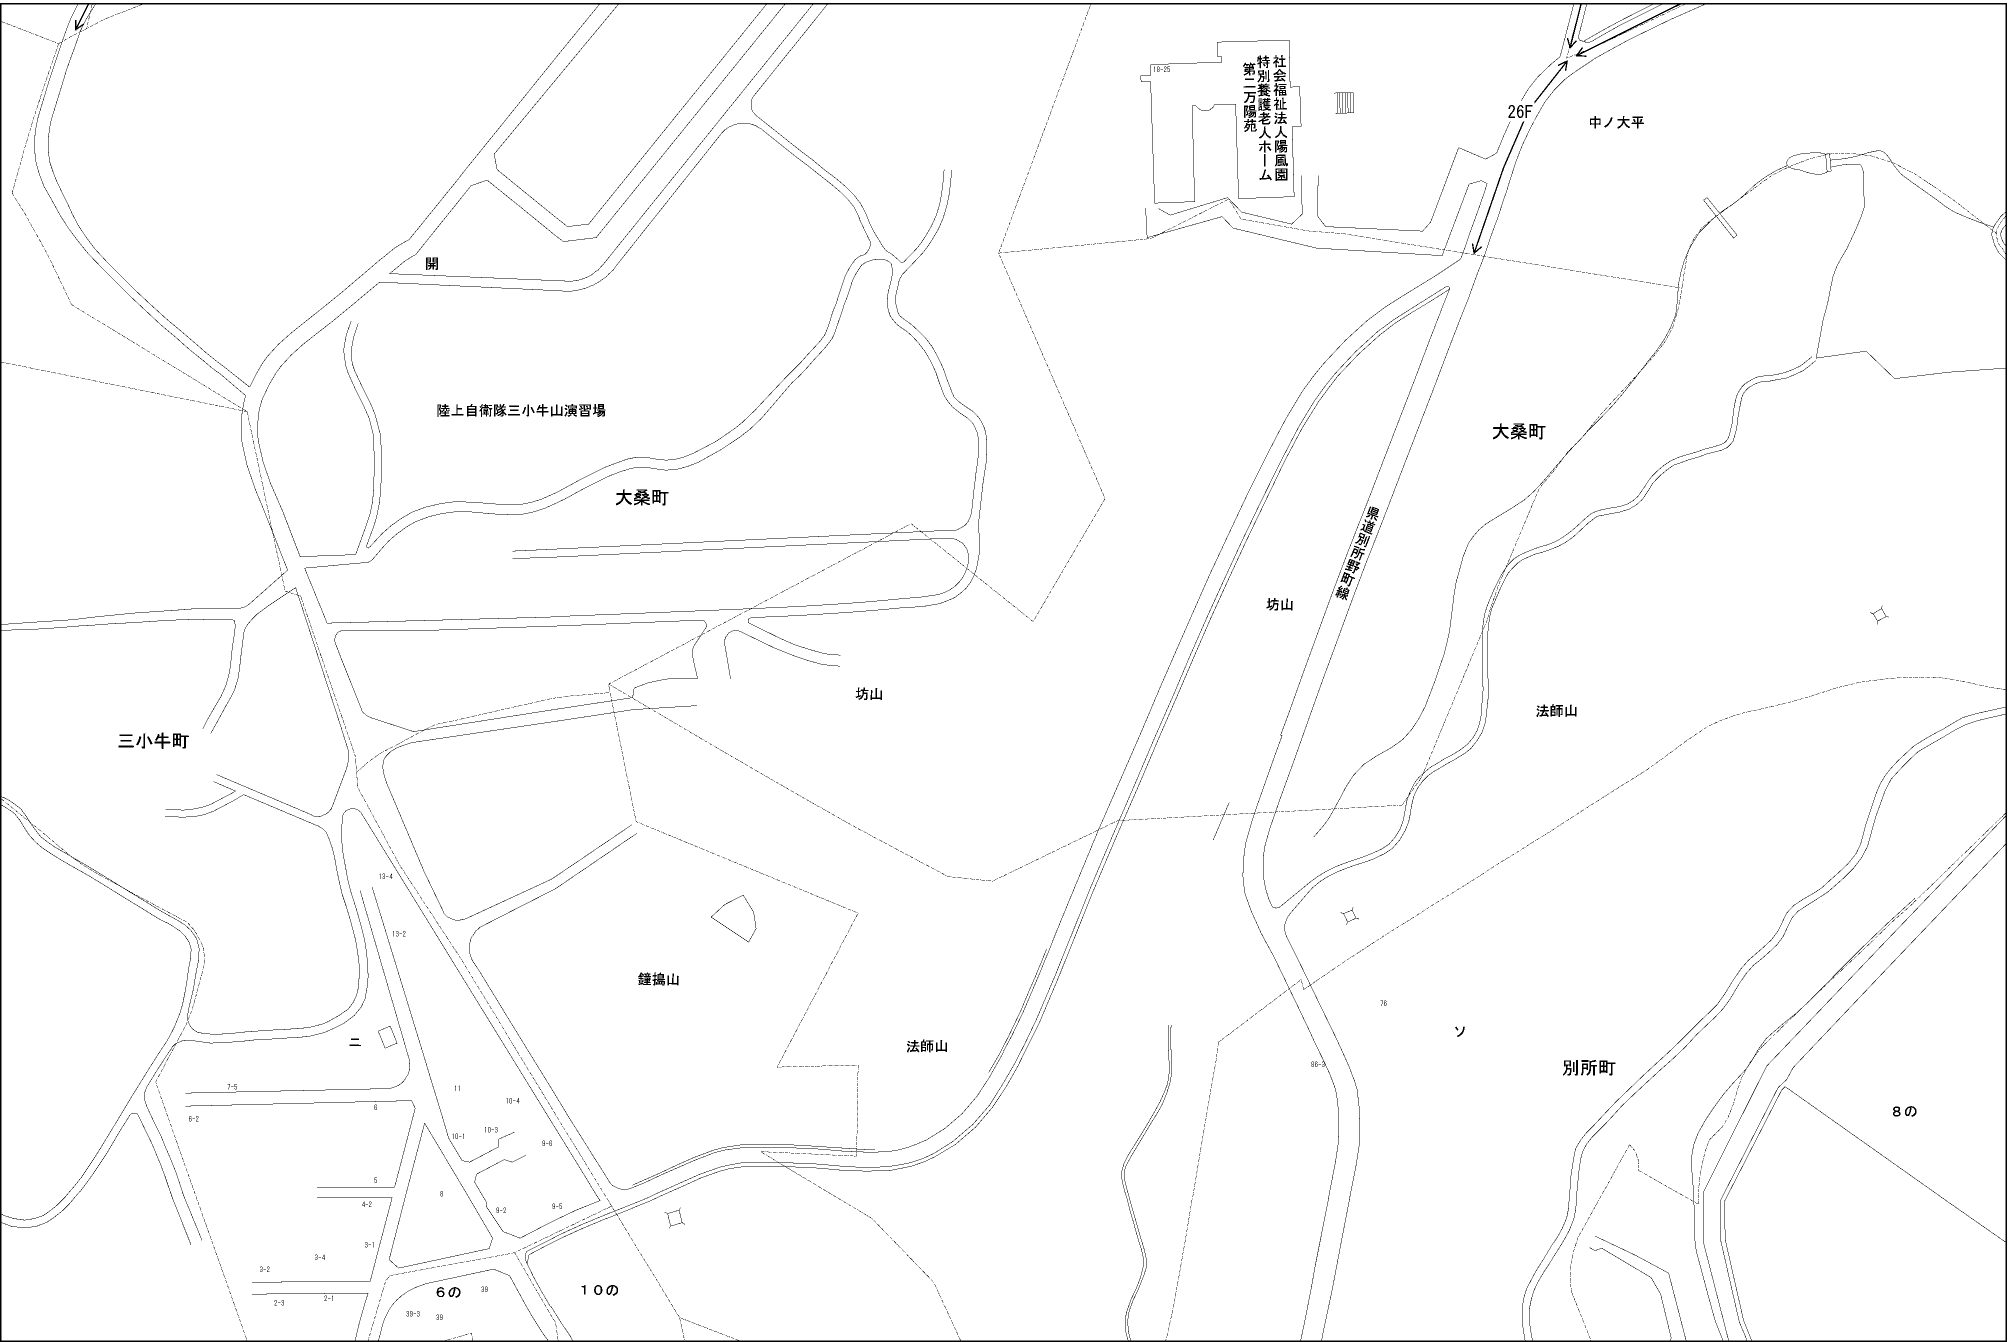 18-25
社会福祉法人陽風園
特別養護老人ホーム
第二万陽苑
26F
中ノ大平
開
陸上自衛隊三小牛山演習場
大桑町
大桑町
県道別所野町線
坊山
坊山
法師山
三小牛町
13-4
13-2
鐘搗山
76
ソ
ニ
法師山
86-3
別所町
7-5
11
10-4
6
8の
6-2
10-1
10-3
9-6
5
8
4-2
9-2
9-5
3-1
3-4
3-2
6の
39
10の
2-3
2-1
39-3
39